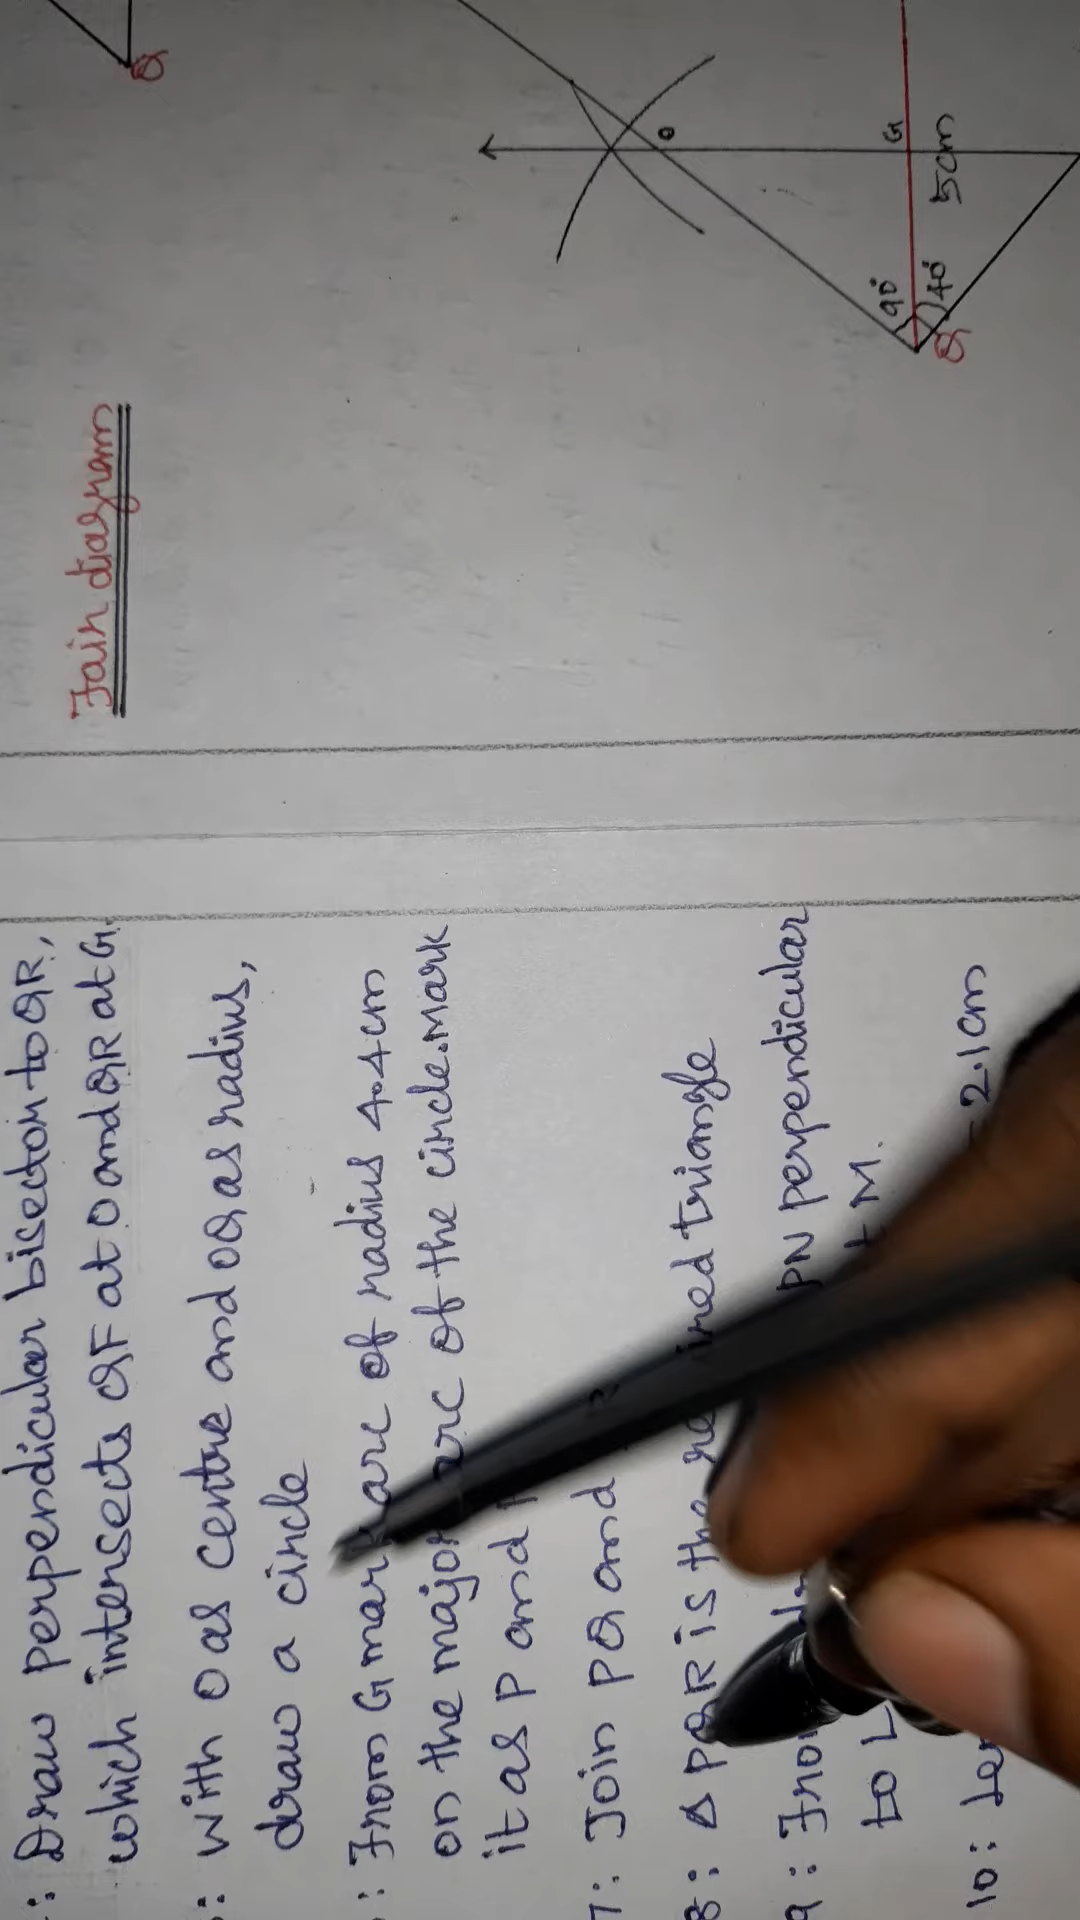 : Draw perpendicular bisector to QR,
which intersects QF at O and QR at G.
: with O as centre and OQ as radius,
draw a circle
: From G mark arc of radius 4.4cm
on the major arc of the circle. mark
it as P and
7: Join PQ and
8: Δ PQR is the required triangle
9: From PN perpendicular
to L at M.
10: 2.1cm
Fair diagram
Q
O
G
5cm
90°
40°
Q